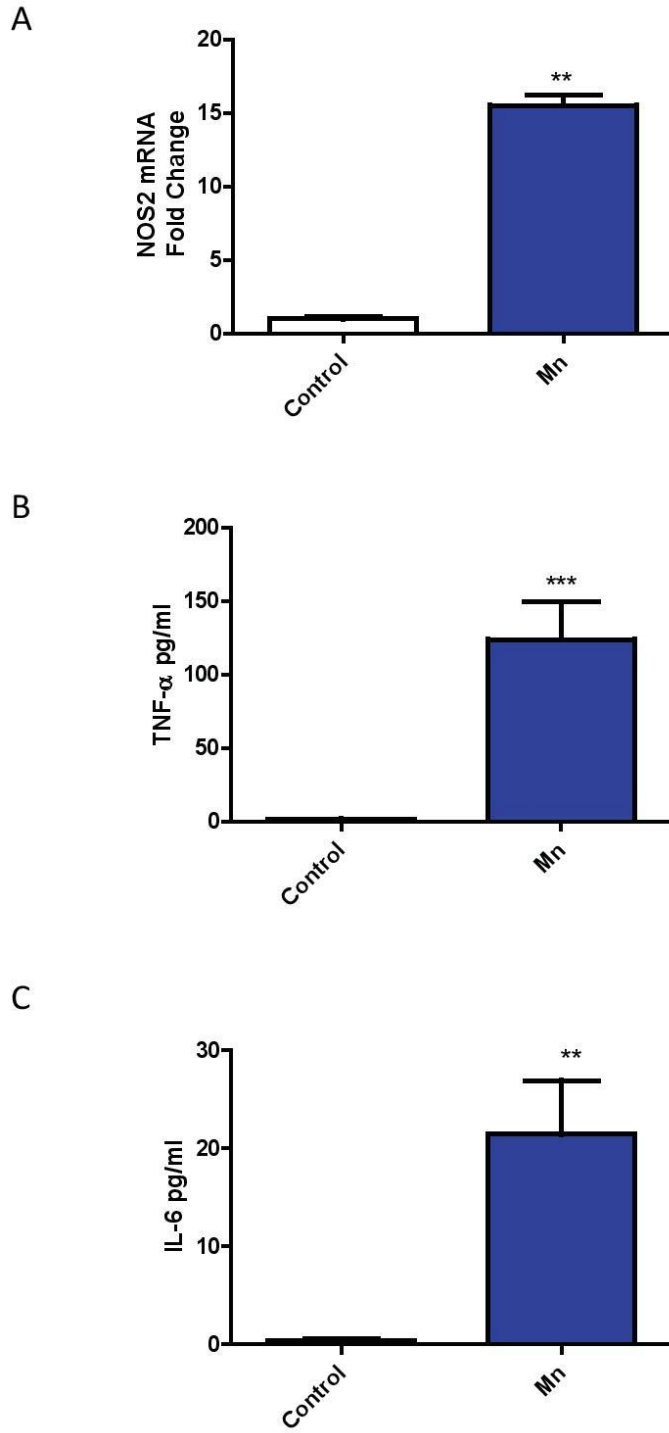 A
20
15
10
5
0
NOS2 mRNA
Fold Change
**
Control
Mn
B
200
150
100
50
0
TNF-α pg/ml
***
Control
Mn
C
30
20
10
0
IL-6 pg/ml
**
Control
Mn